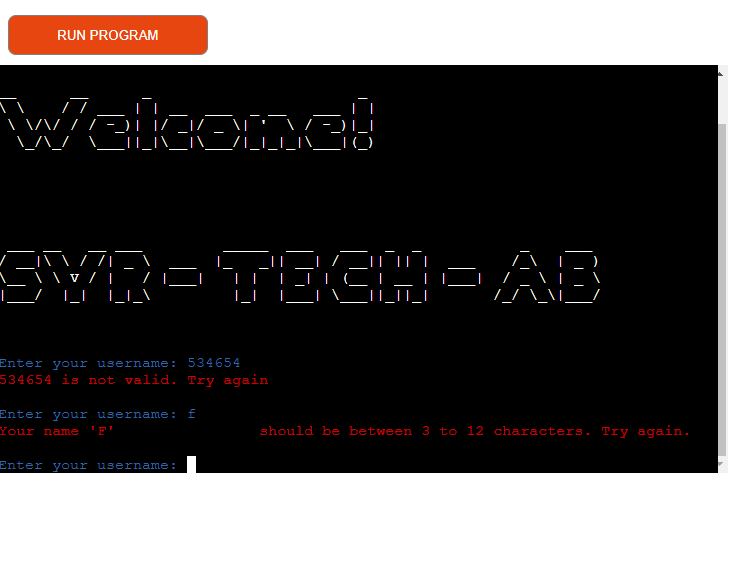 RUN PROGRAM
Welcome!
SYR - TECH - AB
Enter your username: 534654
534654 is not valid. Try again
Enter your username: f
Your name 'F' should be between 3 to 12 characters. Try again.
Enter your username: